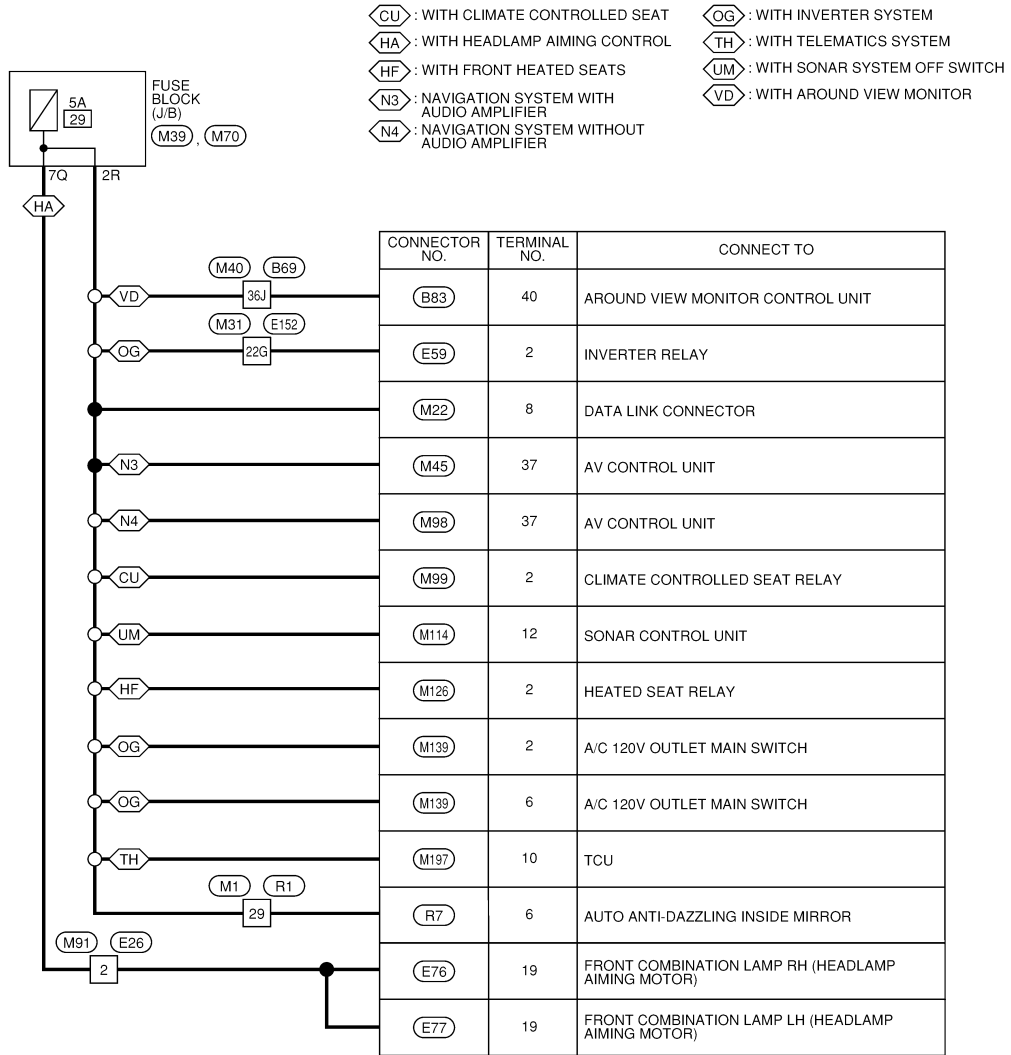 CU : WITH CLIMATE CONTROLLED SEAT
HA : WITH HEADLAMP AIMING CONTROL
HF : WITH FRONT HEATED SEATS
N3 : NAVIGATION SYSTEM WITH
AUDIO AMPLIFIER
N4 : NAVIGATION SYSTEM WITHOUT
AUDIO AMPLIFIER
OG : WITH INVERTER SYSTEM
TH : WITH TELEMATICS SYSTEM
UM : WITH SONAR SYSTEM OFF SWITCH
VD : WITH AROUND VIEW MONITOR
5A
29
FUSE
BLOCK
(J/B)
M39 , M70
7Q 2R
HA
CONNECTOR NO. TERMINAL NO. CONNECT TO
M40 B69
VD 36J B83 40 AROUND VIEW MONITOR CONTROL UNIT
M31 E152
OG 22G E59 2 INVERTER RELAY
M22 8 DATA LINK CONNECTOR
N3 M45 37 AV CONTROL UNIT
N4 M98 37 AV CONTROL UNIT
CU M99 2 CLIMATE CONTROLLED SEAT RELAY
UM M114 12 SONAR CONTROL UNIT
HF M126 2 HEATED SEAT RELAY
OG M139 2 A/C 120V OUTLET MAIN SWITCH
OG M139 6 A/C 120V OUTLET MAIN SWITCH
TH M197 10 TCU
M1 R1
29 R7 6 AUTO ANTI-DAZZLING INSIDE MIRROR
M91 E26
2 E76 19 FRONT COMBINATION LAMP RH (HEADLAMP
AIMING MOTOR)
E77 19 FRONT COMBINATION LAMP LH (HEADLAMP
AIMING MOTOR)